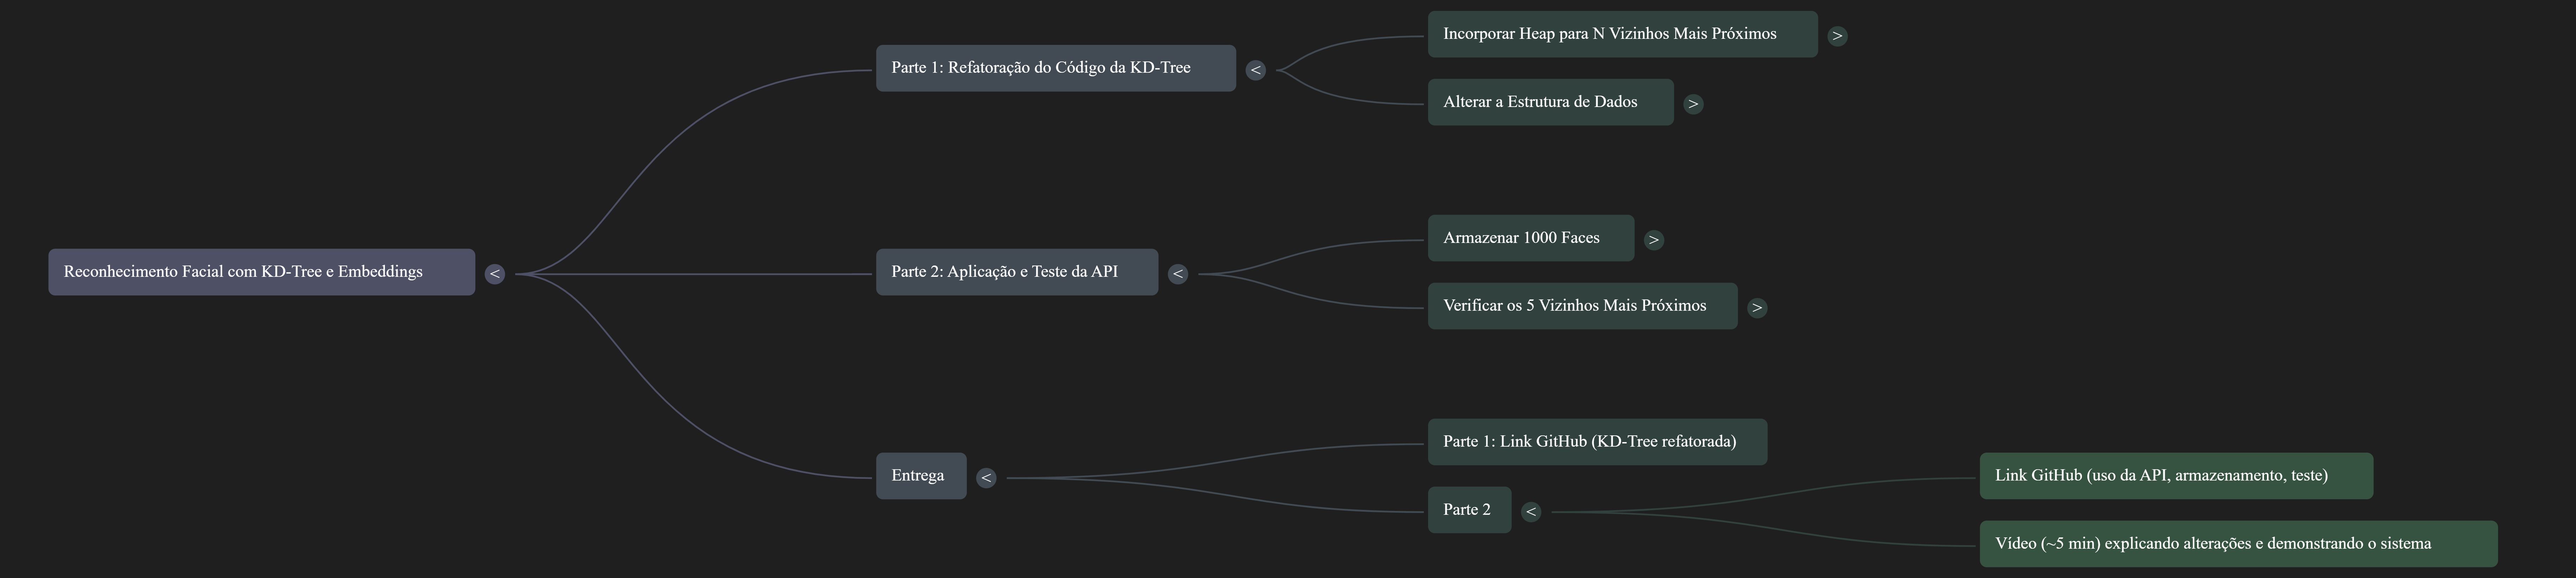 Reconhecimento Facial com KD-Tree e Embeddings
<
Parte 1: Refatoração do Código da KD-Tree
<
Incorporar Heap para N Vizinhos Mais Próximos
>
Alterar a Estrutura de Dados
>
Parte 2: Aplicação e Teste da API
<
Armazenar 1000 Faces
>
Verificar os 5 Vizinhos Mais Próximos
>
Entrega
<
Parte 1: Link GitHub (KD-Tree refatorada)
Parte 2
<
Link GitHub (uso da API, armazenamento, teste)
Vídeo (~5 min) explicando alterações e demonstrando o sistema